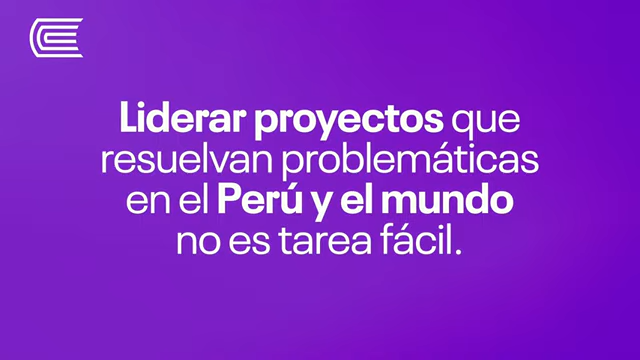 Liderar proyectos que
resuelvan problemáticas
en el Perú y el mundo
no es tarea fácil.